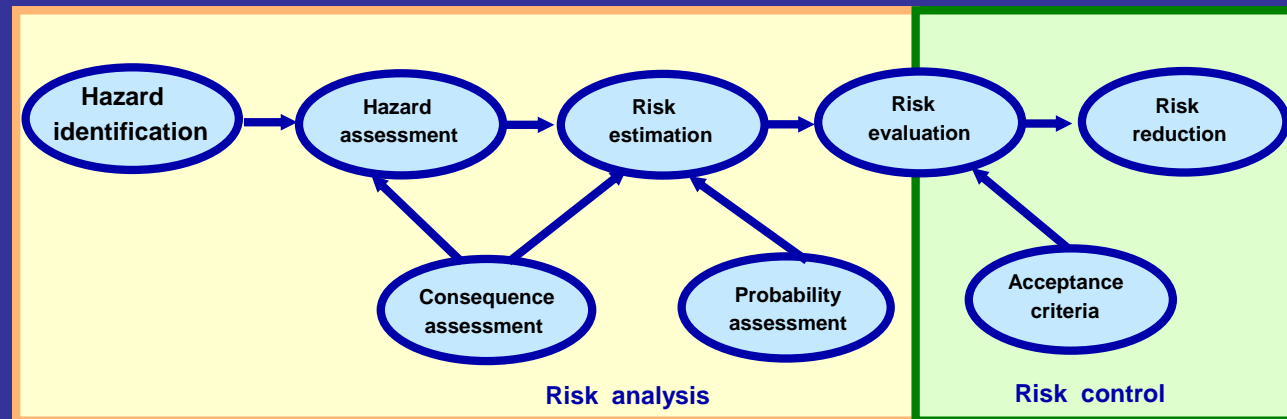 Hazard
identification
Hazard
assessment
Risk
estimation
Risk
evaluation
Risk
reduction
Consequence
assessment
Probability
assessment
Acceptance
criteria
Risk analysis
Risk control